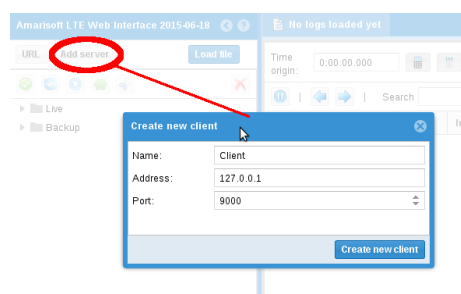 Amarisoft LTE Web Interface 2015-06-18
No logs loaded yet
URL
Add server
Load file
Time origin:
0:00:00.000
Search
Live
Backup
Create new client
Name:
Client
Address:
127.0.0.1
Port:
9000
Create new client